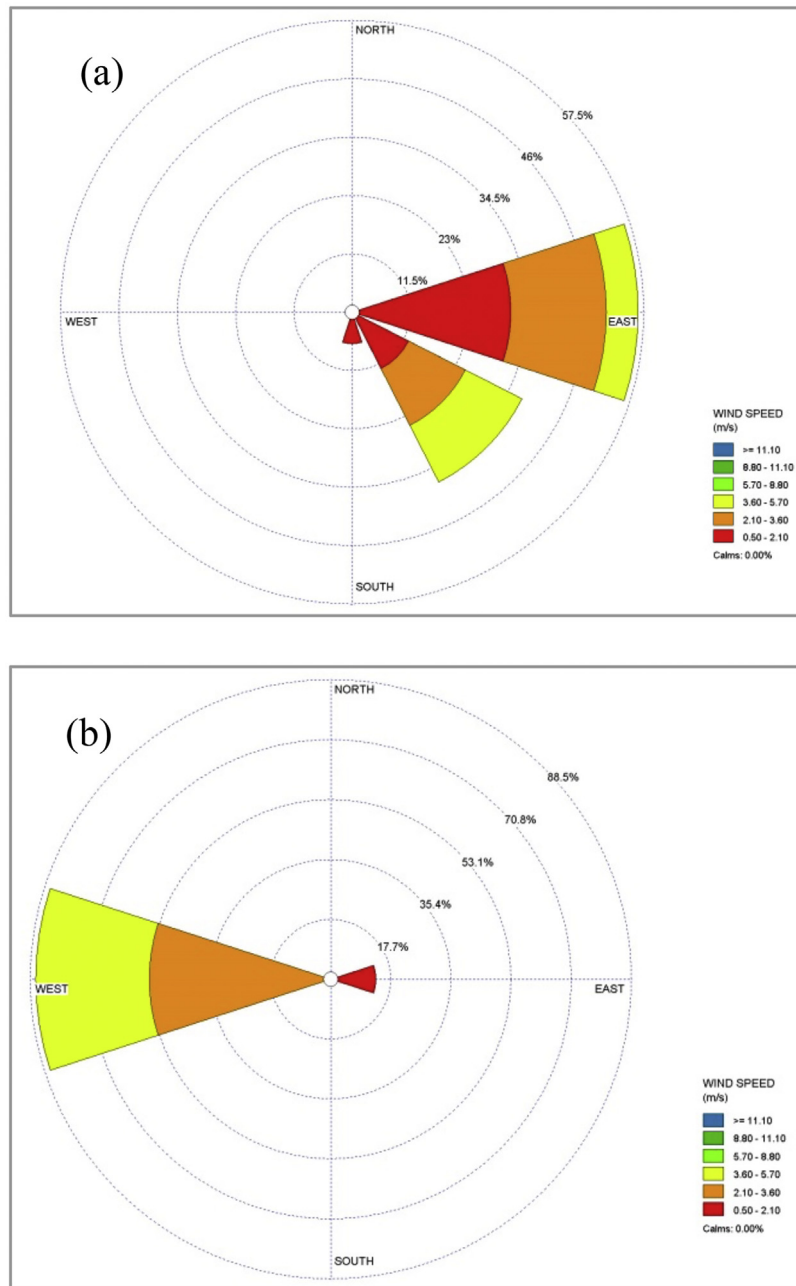 (a)
NORTH
57.5%
46%
34.5%
23%
11.5%
WEST
EAST
SOUTH
WIND SPEED
(m/s)
>= 11.10
8.80 - 11.10
5.70 - 8.80
3.60 - 5.70
2.10 - 3.60
0.50 - 2.10
Calms: 0.00%
(b)
NORTH
88.5%
70.8%
53.1%
35.4%
17.7%
WEST
EAST
SOUTH
WIND SPEED
(m/s)
>= 11.10
8.80 - 11.10
5.70 - 8.80
3.60 - 5.70
2.10 - 3.60
0.50 - 2.10
Calms: 0.00%